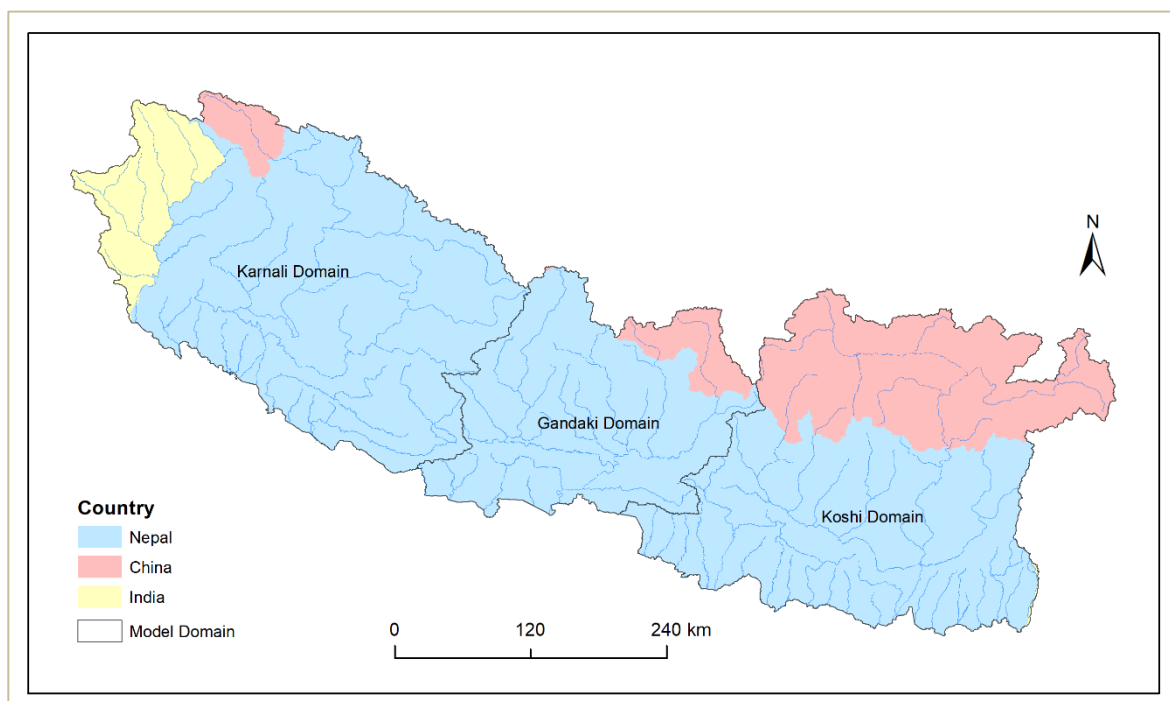 N
Karnali Domain
Gandaki Domain
Koshi Domain
Country
Nepal
China
India
Model Domain
0 120 240 km